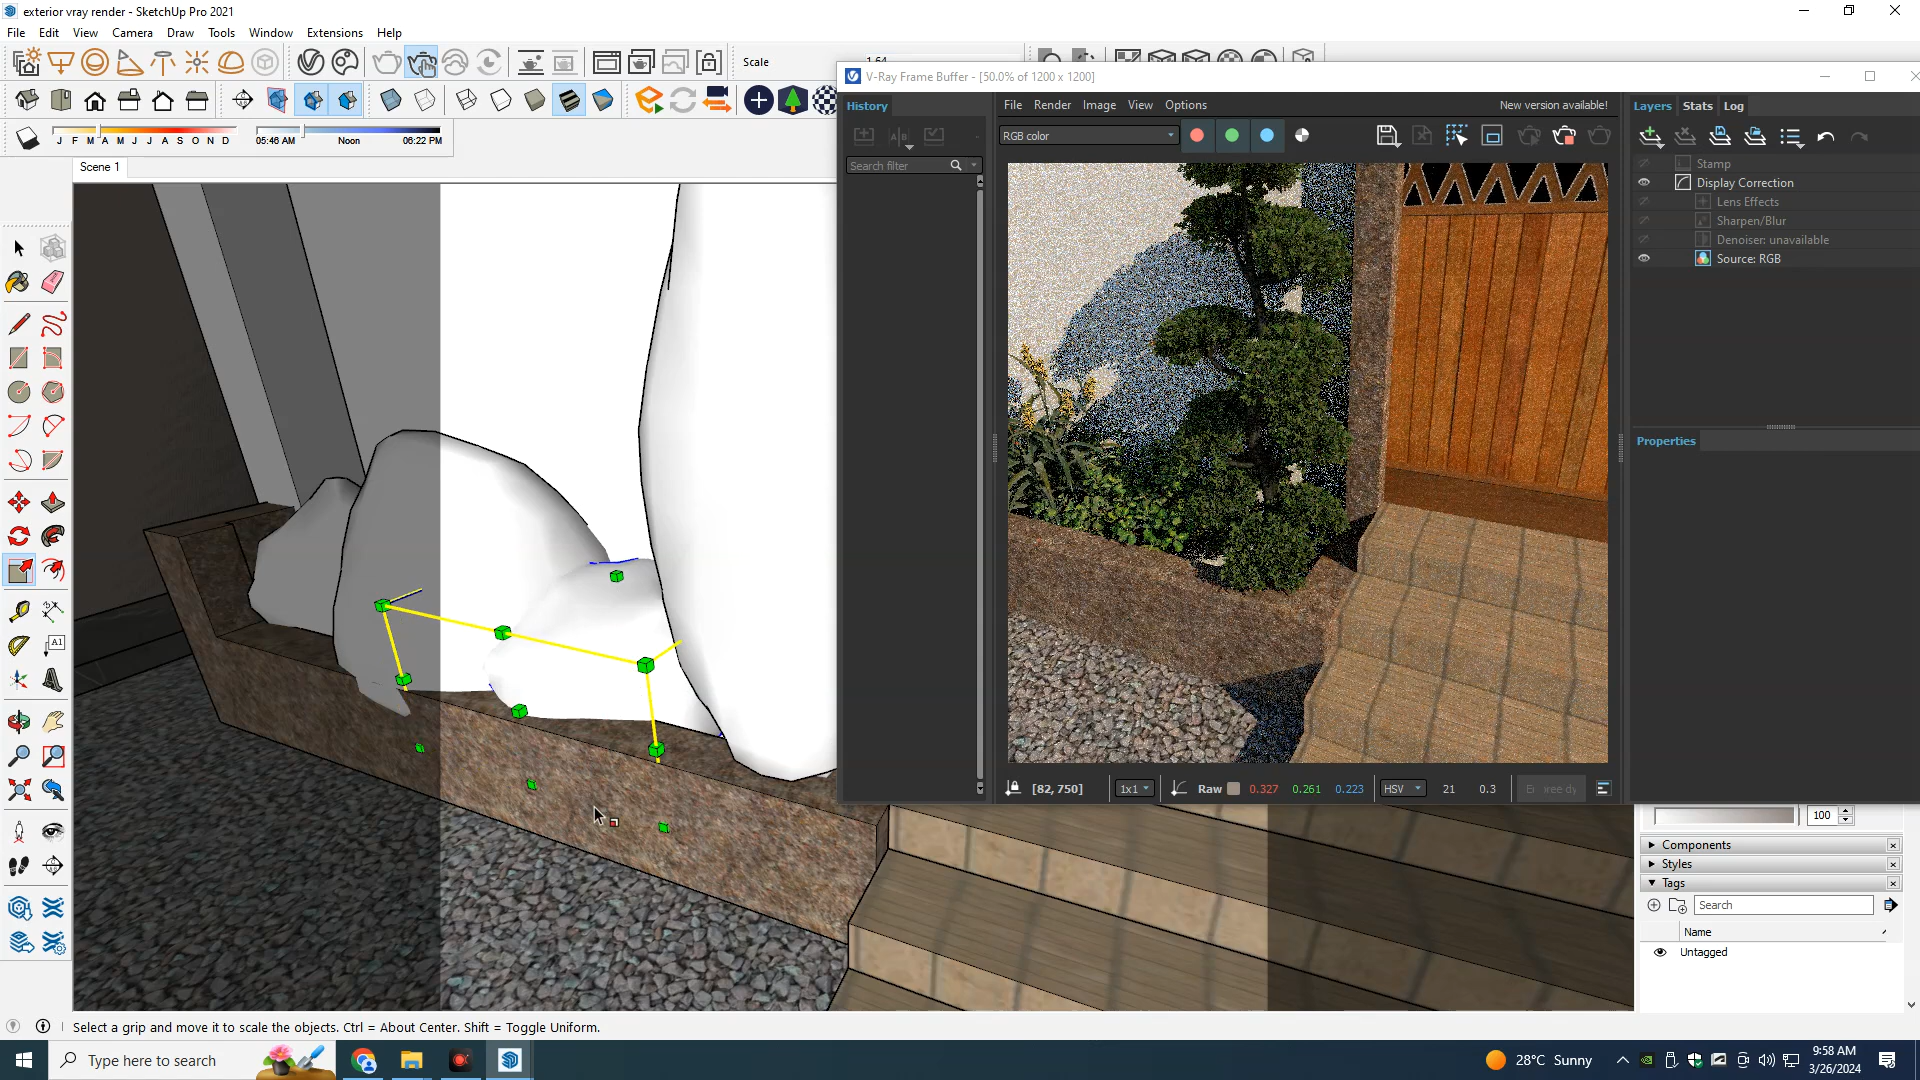 exterior vray render - SketchUp Pro 2021
File Edit View Camera Draw Tools Window Extensions Help
Scale 1.64
J F M A M J J A S O N D
05:46 AM Noon 06:22 PM
Scene 1
V-Ray Frame Buffer - [50.0% of 1200 x 1200]
History
File Render Image View Options
New version available!
RGB color
Search filter
Layers Stats Log
Stamp
Display Correction
Lens Effects
Sharpen/Blur
Denoiser: unavailable
Source: RGB
Properties
[82, 750]
1x1
Raw 0.327 0.261 0.223
HSV
21 0.3
100
Components
Styles
Tags
Search
Name
Untagged
A1
Select a grip and move it to scale the objects. Ctrl = About Center. Shift = Toggle Uniform.
Type here to search
28°C Sunny
9:58 AM
3/26/2024